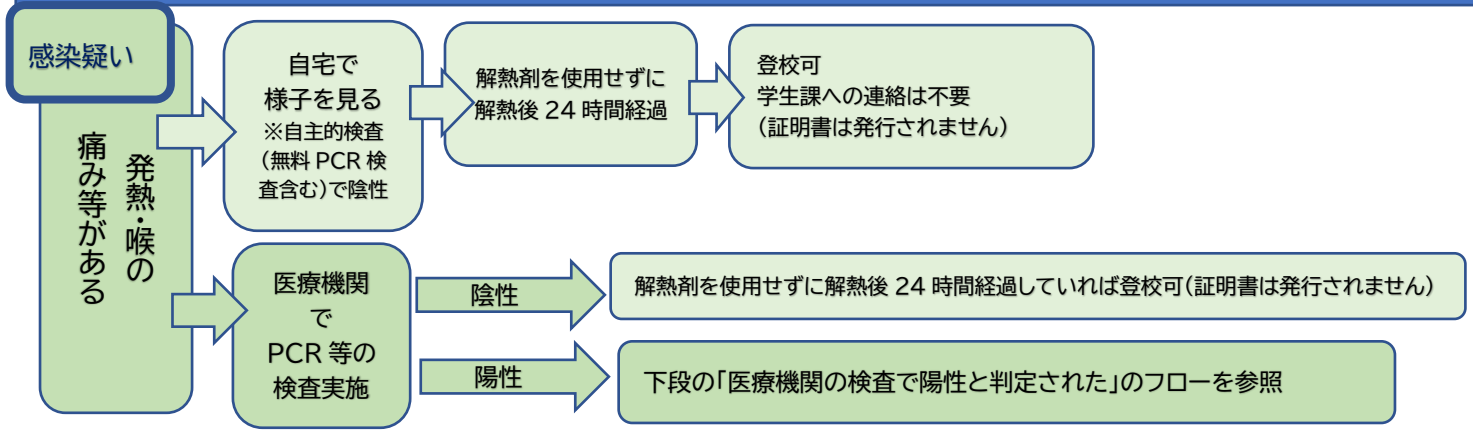 感染疑い
発熱・喉の
痛み等がある
自宅で
様子を見る
※自主的検査
(無料 PCR 検
査含む)で陰性
解熱剤を使用せずに
解熱後 24 時間経過
登校可
学生課への連絡は不要
(証明書は発行されません)
医療機関
で
PCR 等の
検査実施
陰性
解熱剤を使用せずに解熱後 24 時間経過していれば登校可(証明書は発行されません)
陽性
下段の「医療機関の検査で陽性と判定された」のフローを参照